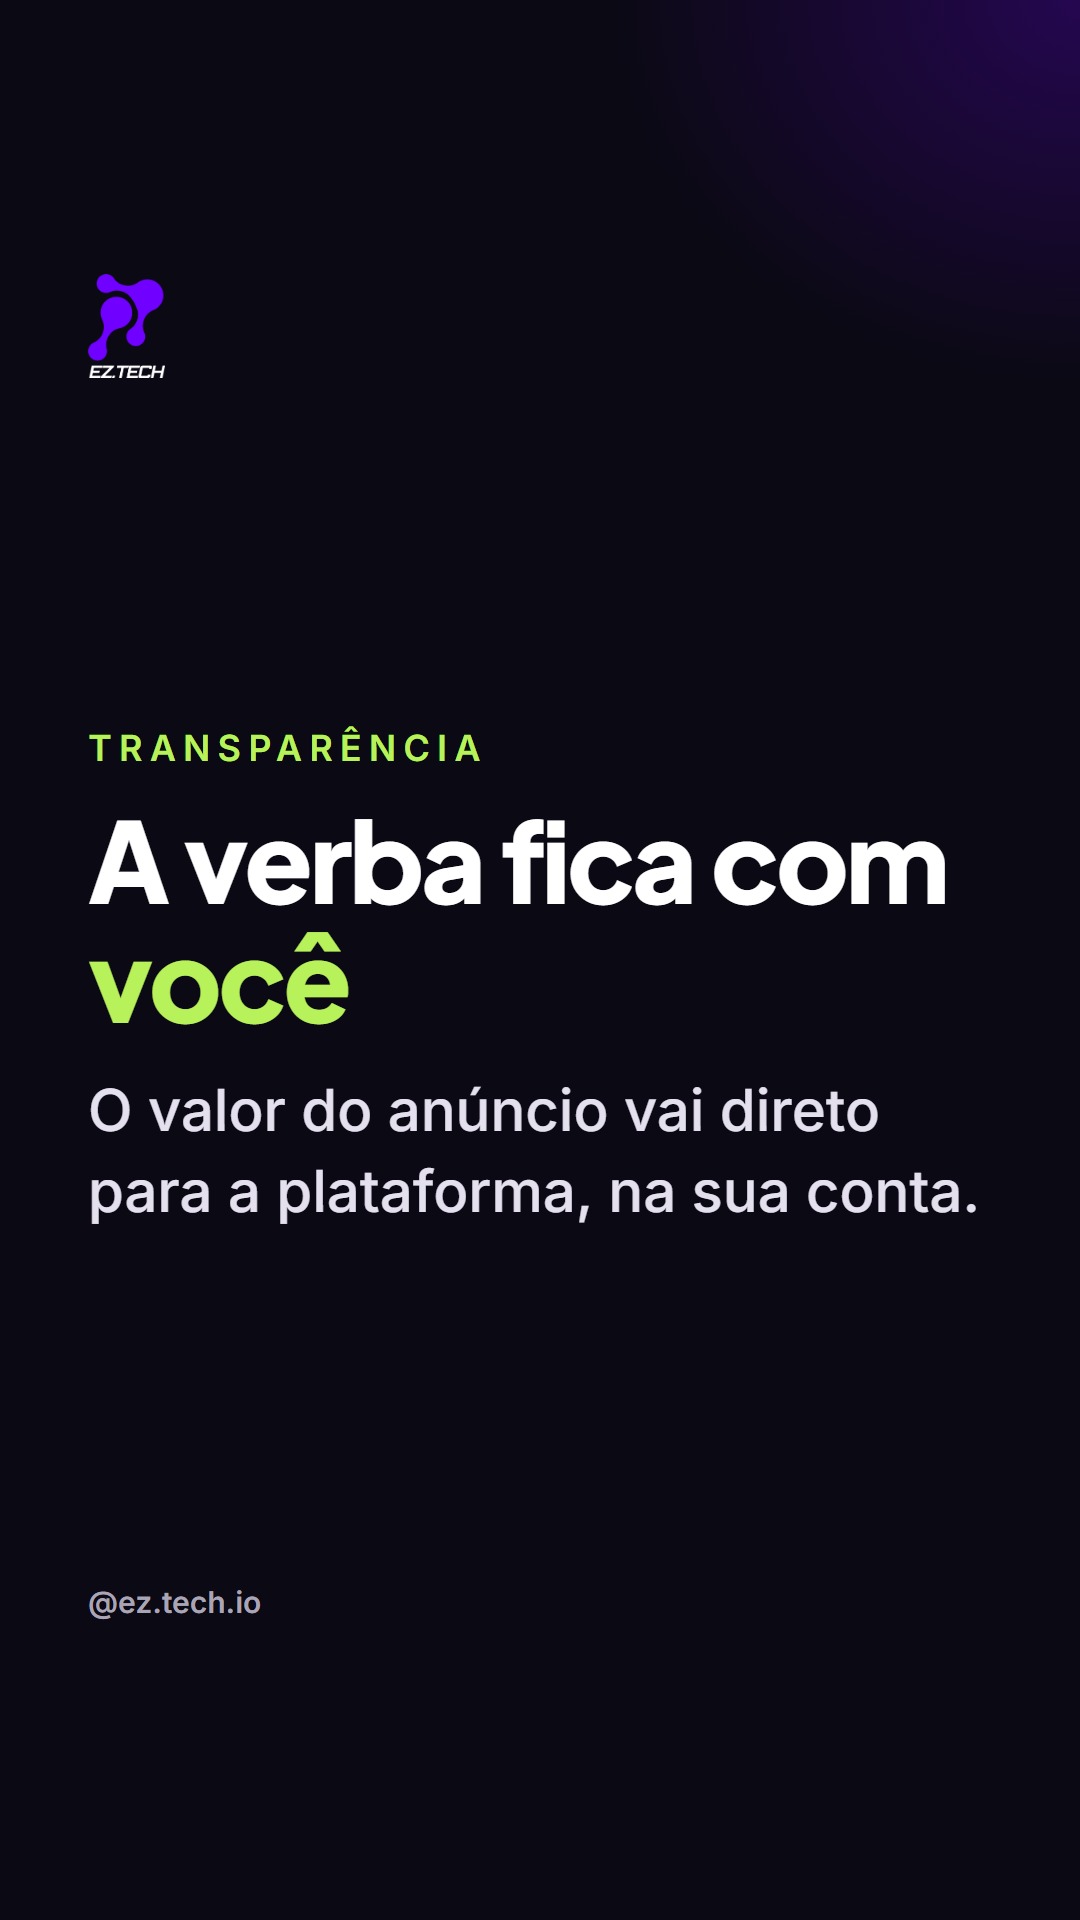 EZ.TECH
TRANSPARÊNCIA
A verba fica com
você
O valor do anúncio vai direto
para a plataforma, na sua conta.
@ez.tech.io